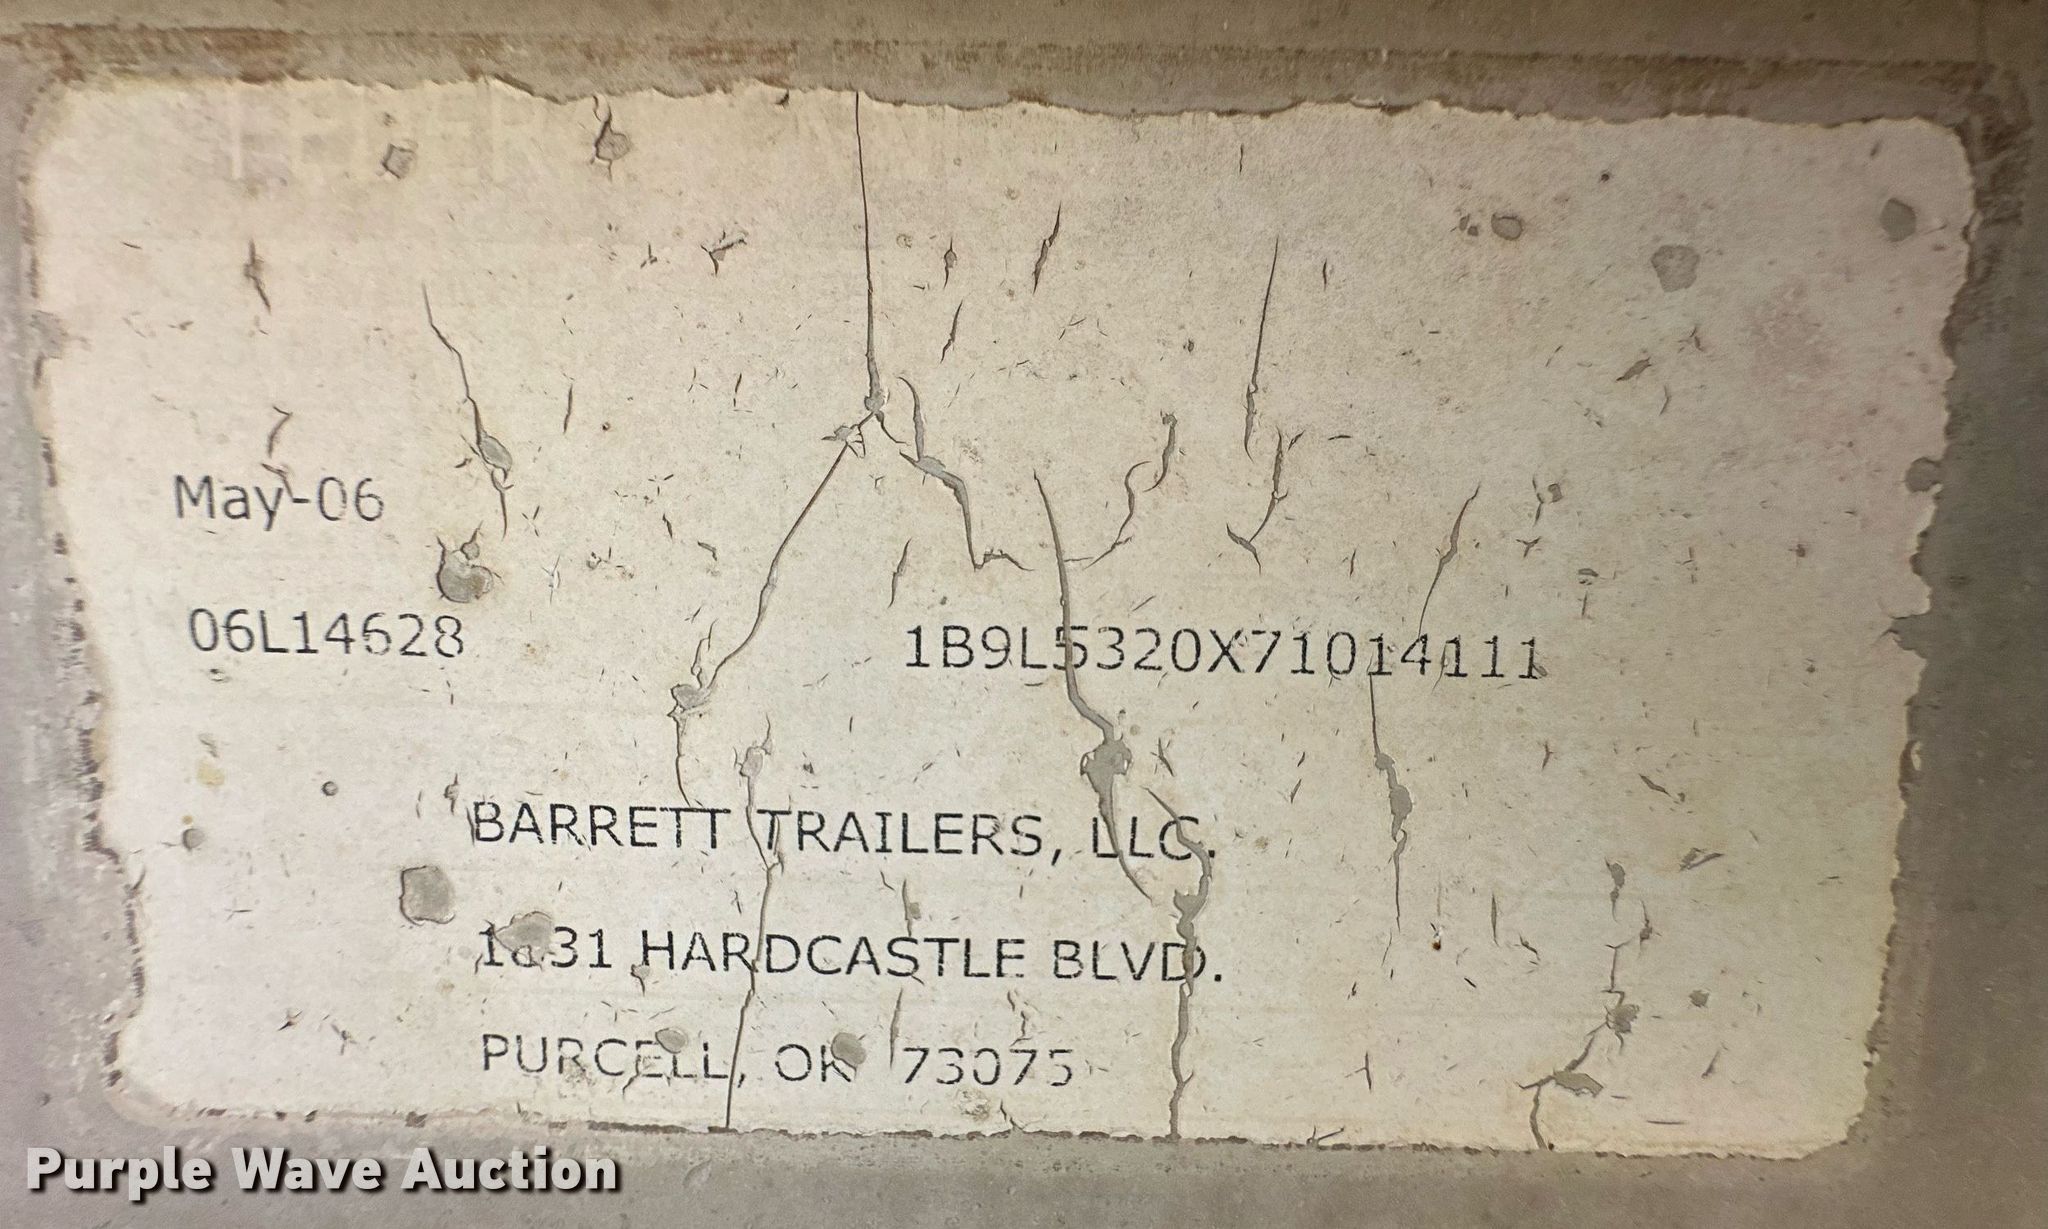 May-06
06L14628 1B9L5320X71014111
BARRETT TRAILERS, LLC.
HARDCASTLE BLVD.
PURCELL, OK 73075
Purple Wave Auction